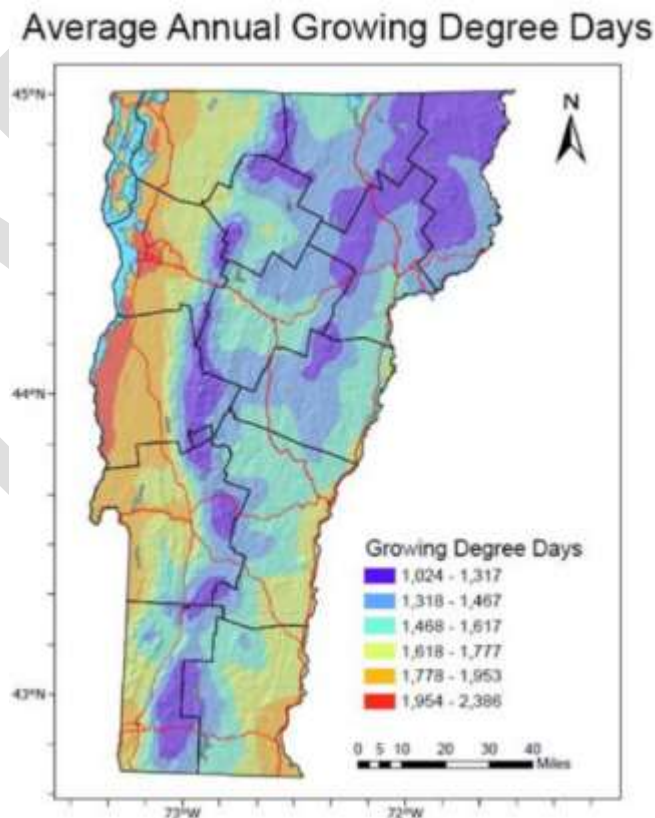 Average Annual Growing Degree Days
45°N
N
44°N
Growing Degree Days
1,024 - 1,317
1,318 - 1,467
1,468 - 1,617
1,618 - 1,777
43°N
1,778 - 1,953
1,954 - 2,386
0 5 10 20 30 40
Miles
73°W
72°W